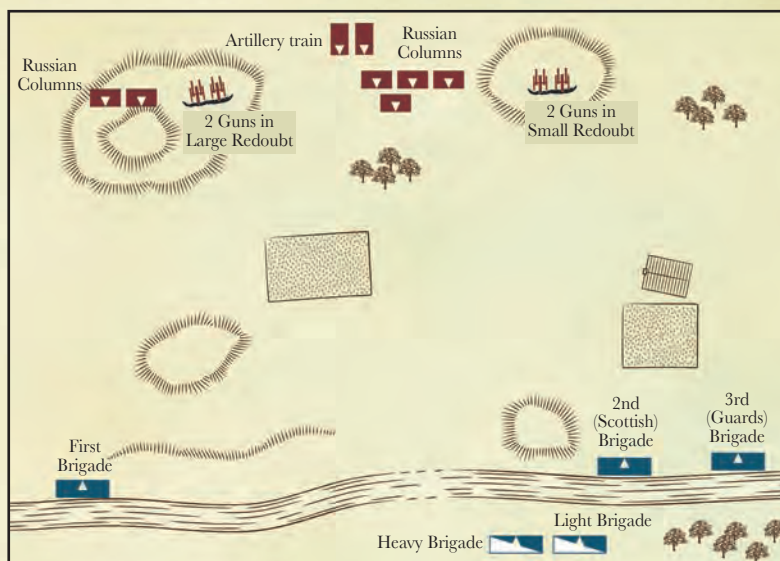 Artillery train
Russian
Columns
Russian
Columns
2 Guns in
Large Redoubt
2 Guns in
Small Redoubt
First
Brigade
2nd
(Scottish)
Brigade
3rd
(Guards)
Brigade
Heavy Brigade
Light Brigade